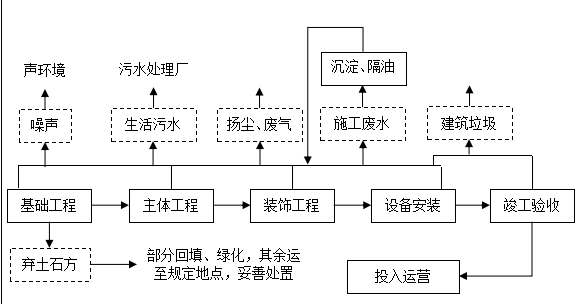 沉淀、隔油
声环境
污水处理厂
噪声
生活污水
扬尘、废气
施工废水
建筑垃圾
基础工程
主体工程
装饰工程
设备安装
竣工验收
弃土石方
部分回填、绿化，其余运
至规定地点，妥善处置
投入运营